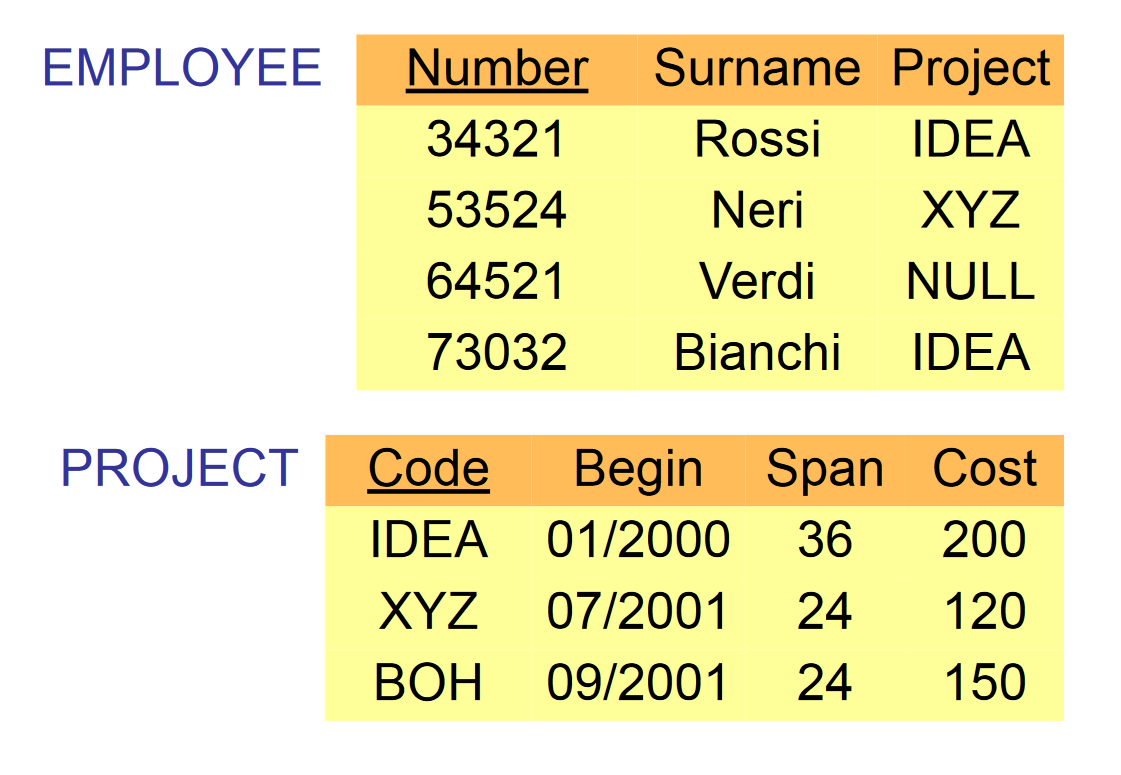 EMPLOYEE Number Surname Project
34321 Rossi IDEA
53524 Neri XYZ
64521 Verdi NULL
73032 Bianchi IDEA
PROJECT Code Begin Span Cost
IDEA 01/2000 36 200
XYZ 07/2001 24 120
BOH 09/2001 24 150